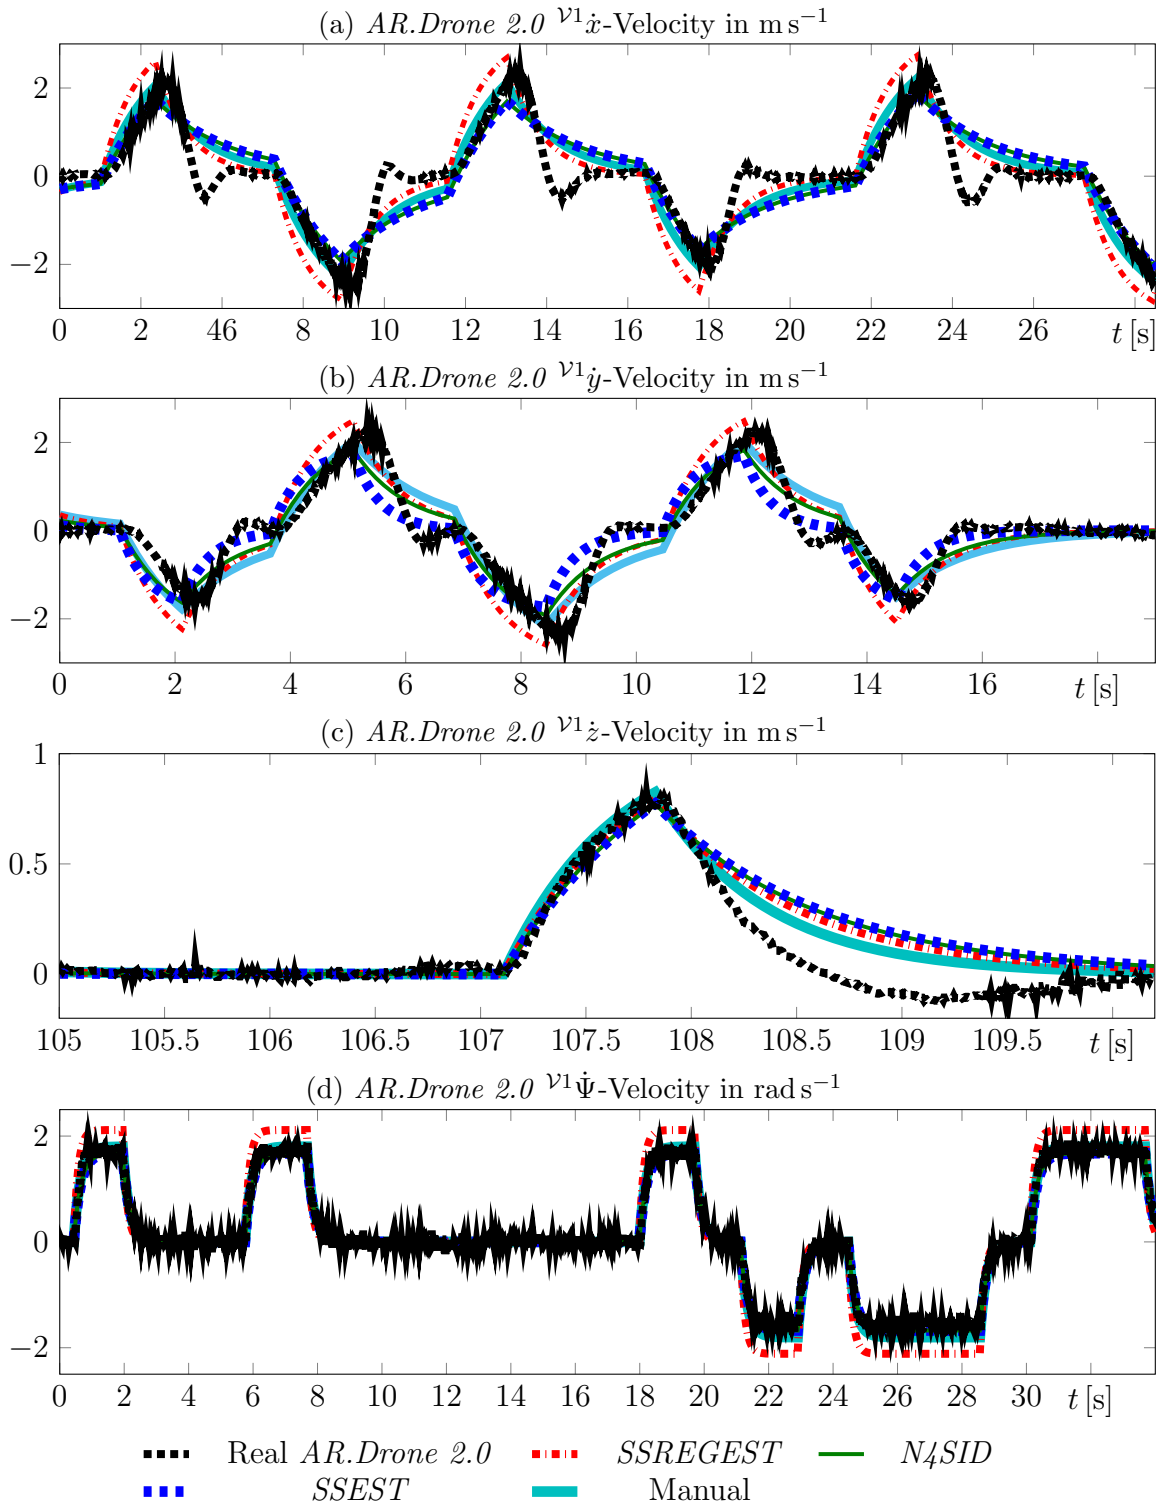 (a) AR.Drone 2.0 𝒱1ẋ-Velocity in m s⁻¹
2
0
−2
0 2 46 8 10 12 14 16 18 20 22 24 26 t [s]
(b) AR.Drone 2.0 𝒱1ẏ-Velocity in m s⁻¹
2
0
−2
0 2 4 6 8 10 12 14 16 t [s]
(c) AR.Drone 2.0 𝒱1ż-Velocity in m s⁻¹
1
0.5
0
105 105.5 106 106.5 107 107.5 108 108.5 109 109.5 t [s]
(d) AR.Drone 2.0 𝒱1Ψ̇-Velocity in rad s⁻¹
2
0
−2
0 2 4 6 8 10 12 14 16 18 20 22 24 26 28 30 t [s]
Real AR.Drone 2.0 SSREGEST N4SID
SSEST Manual